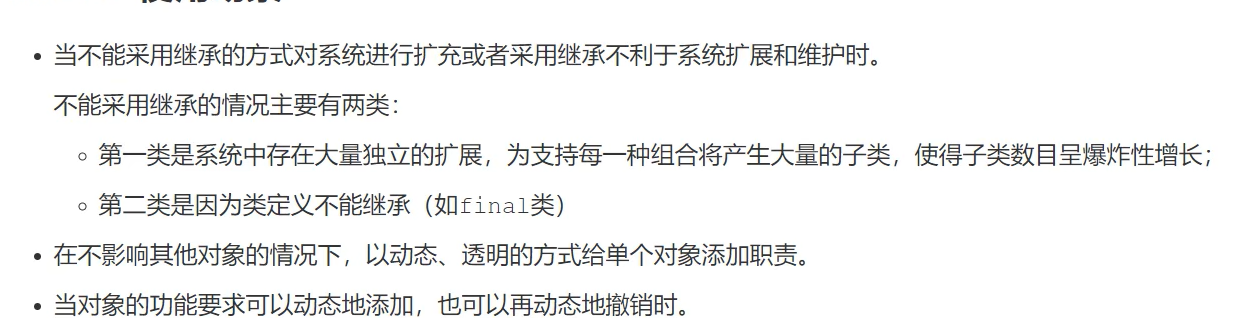 当不能采用继承的方式对系统进行扩充或者采用继承不利于系统扩展和维护时。
不能采用继承的情况主要有两类：
第一类是系统中存在大量独立的扩展，为支持每一种组合将产生大量的子类，使得子类数目呈爆炸性增长；
第二类是因为类定义不能继承（如final类）
在不影响其他对象的情况下，以动态、透明的方式给单个对象添加职责。
当对象的功能要求可以动态地添加，也可以再动态地撤销时。